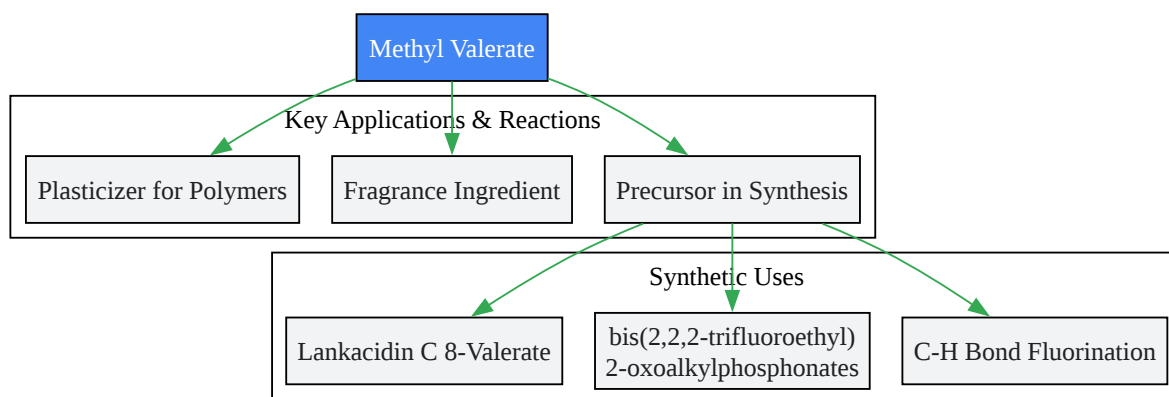 Methyl Valerate
Key Applications & Reactions
Plasticizer for Polymers
Fragrance Ingredient
Precursor in Synthesis
Synthetic Uses
Lankacidin C 8-Valerate
bis(2,2,2-trifluoroethyl)
2-oxoalkylphosphonates
C-H Bond Fluorination